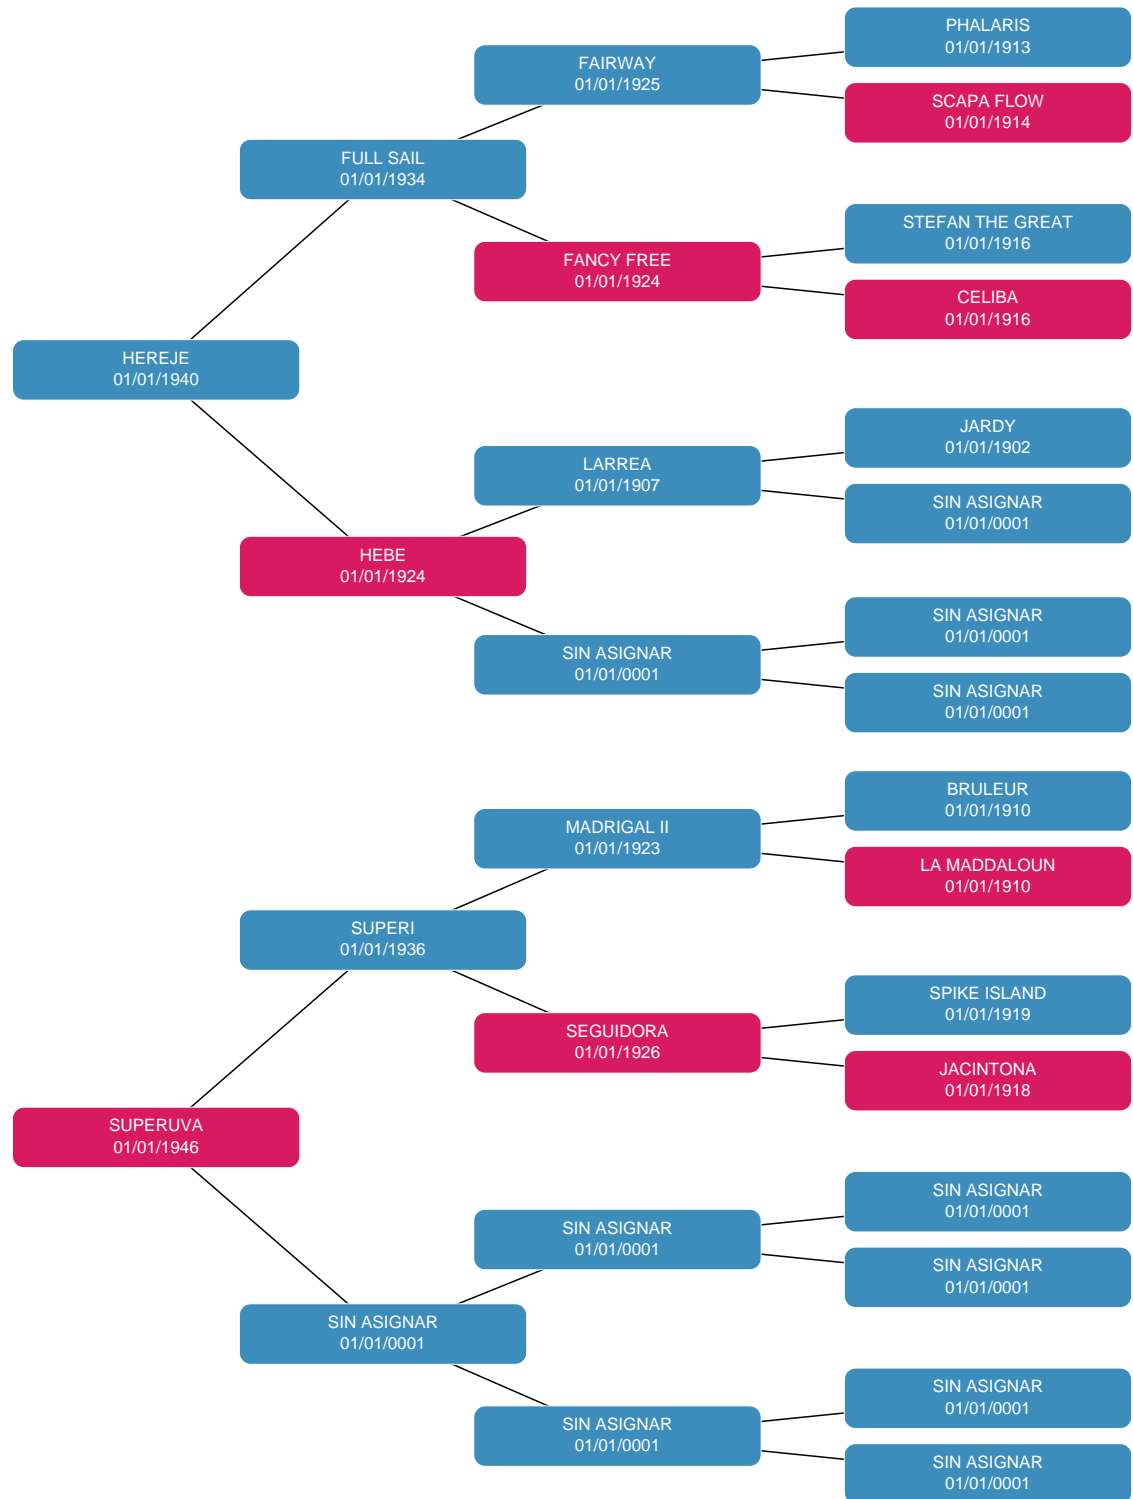 PHALARIS
01/01/1913
FAIRWAY
01/01/1925
SCAPA FLOW
01/01/1914
FULL SAIL
01/01/1934
STEFAN THE GREAT
01/01/1916
FANCY FREE
01/01/1924
CELIBA
01/01/1916
HEREJE
01/01/1940
JARDY
01/01/1902
LARREA
01/01/1907
SIN ASIGNAR
01/01/0001
HEBE
01/01/1924
SIN ASIGNAR
01/01/0001
SIN ASIGNAR
01/01/0001
SIN ASIGNAR
01/01/0001
BRULEUR
01/01/1910
MADRIGAL II
01/01/1923
LA MADDALOUN
01/01/1910
SUPERI
01/01/1936
SPIKE ISLAND
01/01/1919
SEGUIDORA
01/01/1926
JACINTONA
01/01/1918
SUPERUVA
01/01/1946
SIN ASIGNAR
01/01/0001
SIN ASIGNAR
01/01/0001
SIN ASIGNAR
01/01/0001
SIN ASIGNAR
01/01/0001
SIN ASIGNAR
01/01/0001
SIN ASIGNAR
01/01/0001
SIN ASIGNAR
01/01/0001